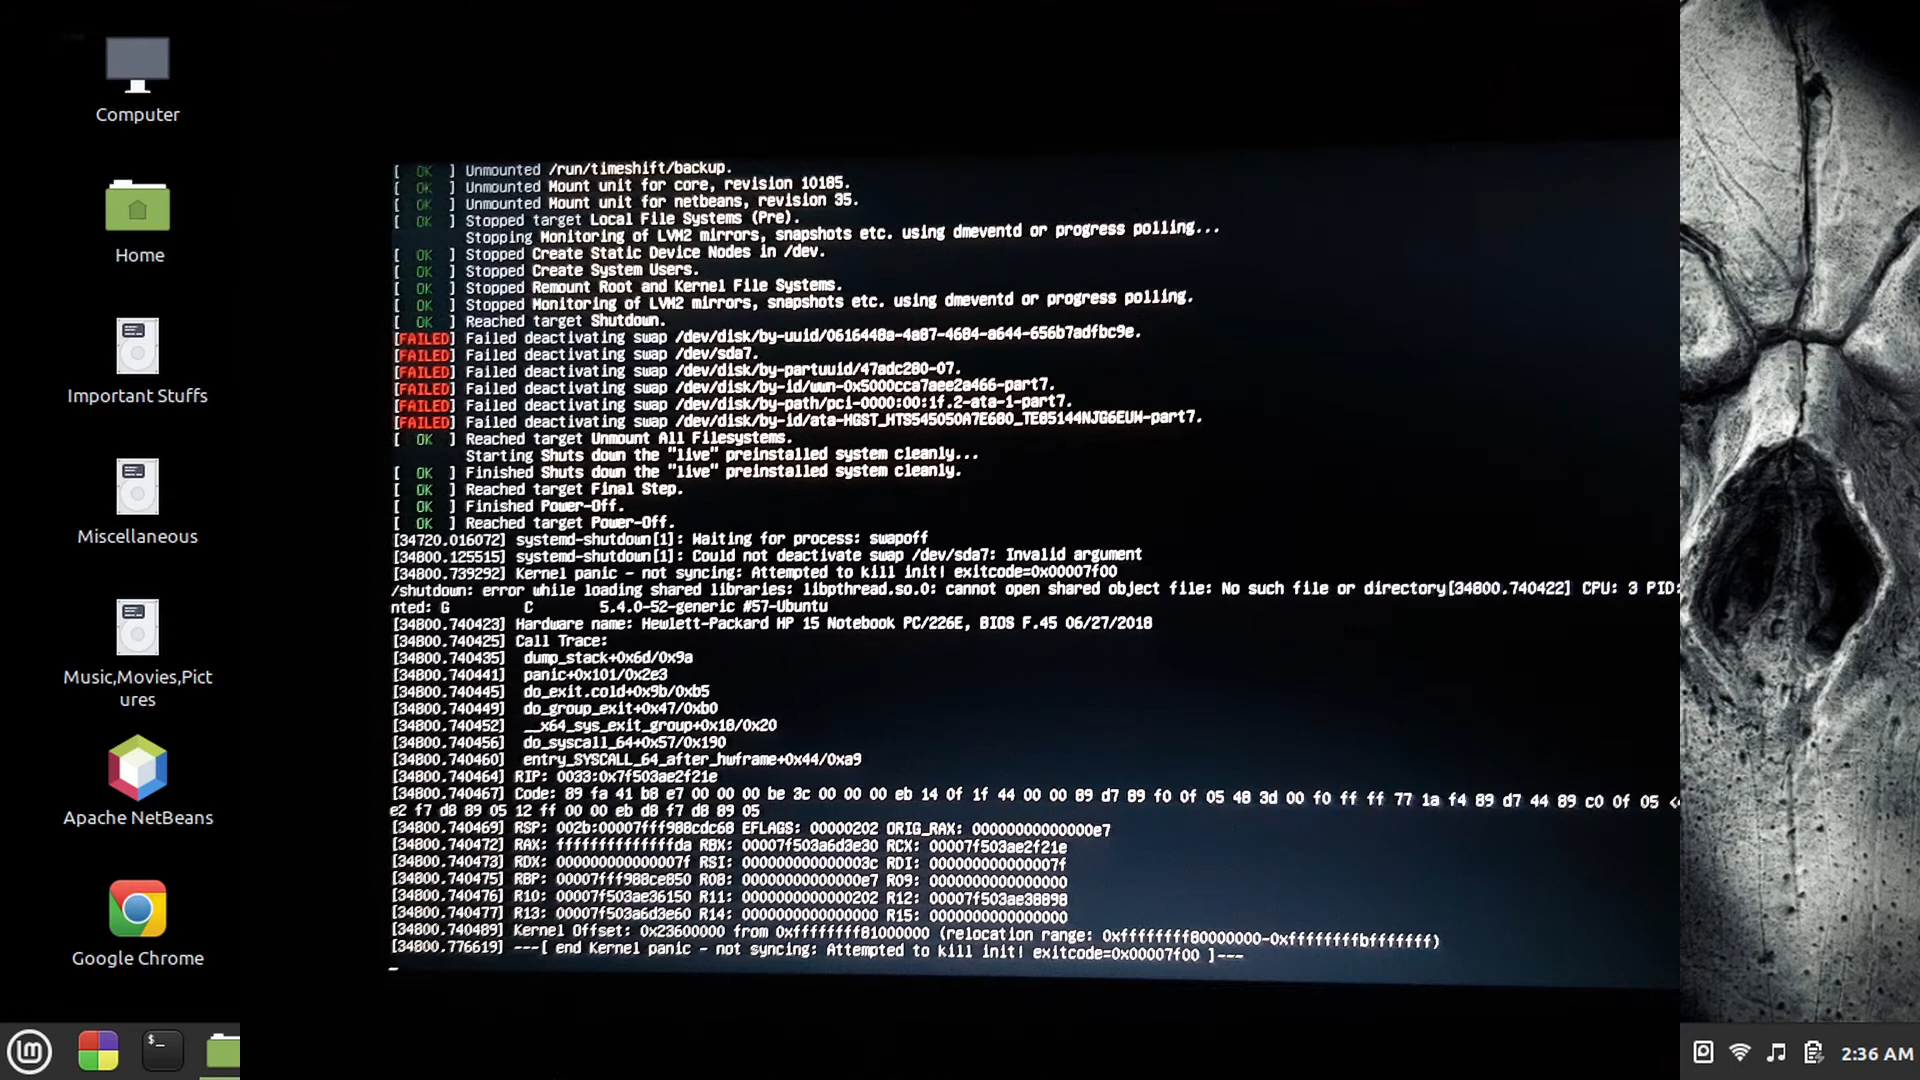 Computer
Home
Important Stuffs
Miscellaneous
Music,Movies,Pict
ures
Apache NetBeans
Google Chrome
[ OK ] Unmounted /run/timeshift/backup.
[ OK ] Unmounted Mount unit for core, revision 10185.
[ OK ] Unmounted Mount unit for netbeans, revision 35.
[ OK ] Stopped target Local File Systems (Pre).
Stopping Monitoring of LVM2 mirrors, snapshots etc. using dmeventd or progress polling...
[ OK ] Stopped Create Static Device Nodes in /dev.
[ OK ] Stopped Create System Users.
[ OK ] Stopped Remount Root and Kernel File Systems.
[ OK ] Stopped Monitoring of LVM2 mirrors, snapshots etc. using dmeventd or progress polling.
[ OK ] Reached target Shutdown.
[FAILED] Failed deactivating swap /dev/disk/by-uuid/0616448a-4a87-4684-a644-656b7adfbc9e.
[FAILED] Failed deactivating swap /dev/sda7.
[FAILED] Failed deactivating swap /dev/disk/by-partuuid/47adc280-07.
[FAILED] Failed deactivating swap /dev/disk/by-id/wwn-0x5000cca7aee2a466-part7.
[FAILED] Failed deactivating swap /dev/disk/by-path/pci-0000:00:1f.2-ata-1-part7.
[FAILED] Failed deactivating swap /dev/disk/by-id/ata-HGST_HTS545050A7E680_TE85144NJG6EUM-part7.
[ OK ] Reached target Unmount All Filesystems.
Starting Shuts down the "live" preinstalled system cleanly...
[ OK ] Finished Shuts down the "live" preinstalled system cleanly.
[ OK ] Reached target Final Step.
[ OK ] Finished Power-Off.
[ OK ] Reached target Power-Off.
[34720.016072] systemd-shutdown[1]: Waiting for process: swapoff
[34800.125515] systemd-shutdown[1]: Could not deactivate swap /dev/sda7: Invalid argument
[34800.739292] Kernel panic - not syncing: Attempted to kill init! exitcode=0x00007f00
/shutdown: error while loading shared libraries: libpthread.so.0: cannot open shared object file: No such file or directory[34800.740422] CPU: 3 PID:
nted: G C 5.4.0-52-generic #57-Ubuntu
[34800.740423] Hardware name: Hewlett-Packard HP 15 Notebook PC/226E, BIOS F.45 06/27/2018
[34800.740425] Call Trace:
[34800.740435] dump_stack+0x6d/0x9a
[34800.740441] panic+0x101/0x2e3
[34800.740445] do_exit.cold+0x9b/0xb5
[34800.740449] do_group_exit+0x47/0xb0
[34800.740452] __x64_sys_exit_group+0x18/0x20
[34800.740456] do_syscall_64+0x57/0x190
[34800.740460] entry_SYSCALL_64_after_hwframe+0x44/0xa9
[34800.740464] RIP: 0033:0x7f503ae2f21e
[34800.740467] Code: 89 fa 41 b8 e7 00 00 00 be 3c 00 00 00 eb 14 0f 1f 44 00 00 89 d7 89 f0 0f 05 48 3d 00 f0 ff ff 77 1a f4 89 d7 44 89 c0 0f 05 <
e2 f7 d8 89 05 12 ff 00 00 eb d8 f7 d8 89 05
[34800.740469] RSP: 002b:00007fff988cdc68 EFLAGS: 00000202 ORIG_RAX: 00000000000000e7
[34800.740472] RAX: ffffffffffffffda RBX: 00007f503a6d3e30 RCX: 00007f503ae2f21e
[34800.740473] RDX: 000000000000007f RSI: 000000000000003c RDI: 000000000000007f
[34800.740475] RBP: 00007fff988ce850 R08: 00000000000000e7 R09: 0000000000000000
[34800.740476] R10: 00007f503ae36150 R11: 0000000000000202 R12: 00007f503ae38898
[34800.740477] R13: 00007f503a6d3e60 R14: 0000000000000000 R15: 0000000000000000
[34800.740489] Kernel Offset: 0x23600000 from 0xffffffff81000000 (relocation range: 0xffffffff80000000-0xffffffffbfffffff)
[34800.776619] ---[ end Kernel panic - not syncing: Attempted to kill init! exitcode=0x00007f00 ]---
2:36 AM